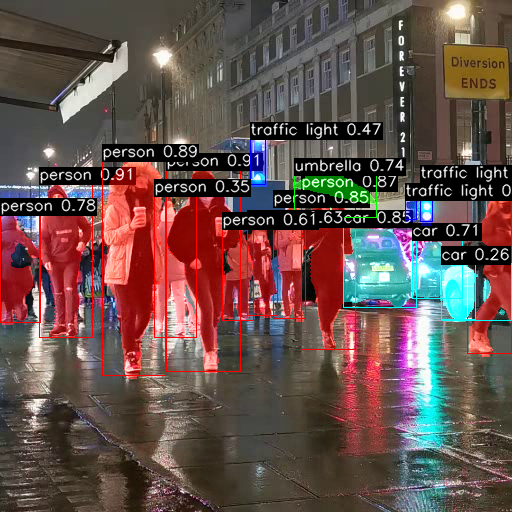 FOREVER 21
Diversion
ENDS
traffic light 0.47
person 0.89
person 0.91
person 0.91
umbrella 0.74
traffic light
person 0.87
person 0.35
traffic light 0
person 0.85
person 0.78
person 0.61
.63
car 0.85
car 0.71
car 0.26